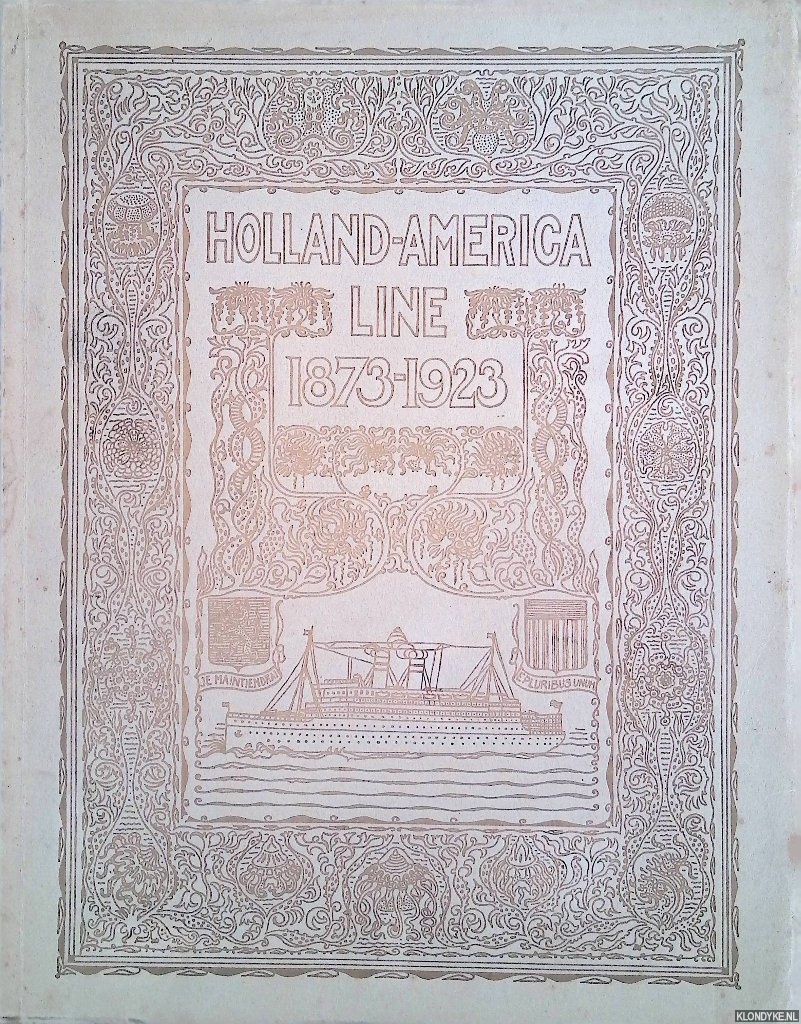 HOLLAND-AMERICA
LINE
1873-1923
JE MAINTIENDRAI
E PLURIBUS UNUM
KLONDYKE.NL